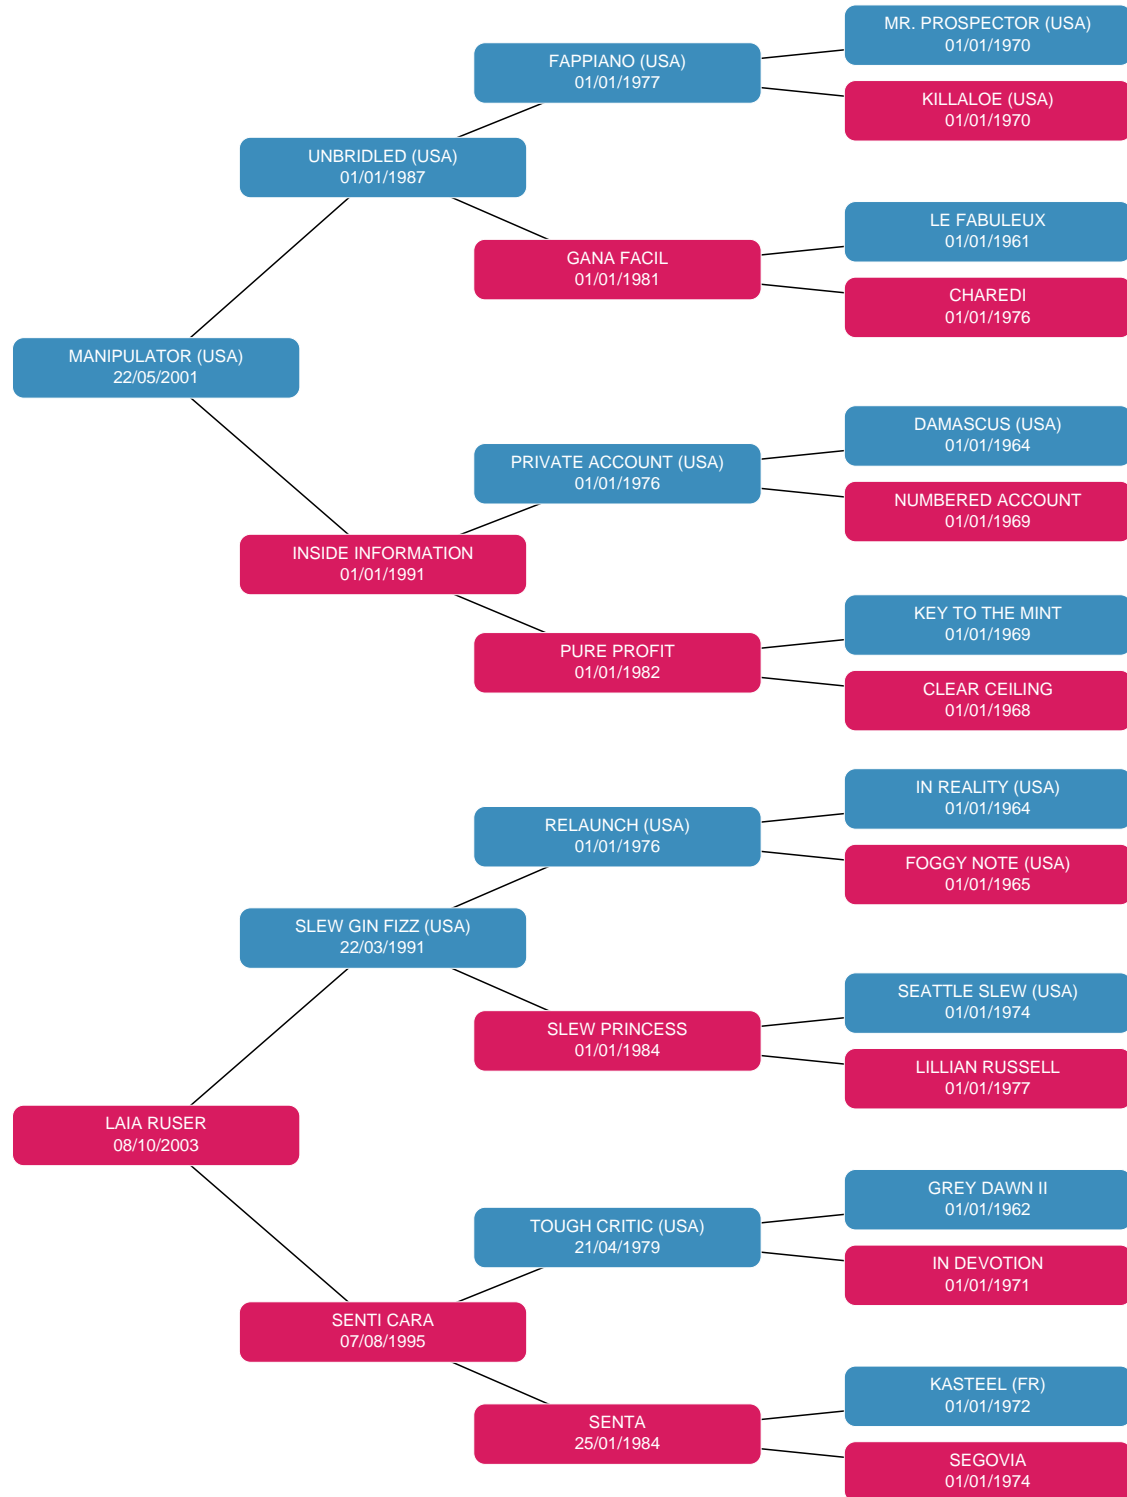 MR. PROSPECTOR (USA)
01/01/1970
FAPPIANO (USA)
01/01/1977
KILLALOE (USA)
01/01/1970
UNBRIDLED (USA)
01/01/1987
LE FABULEUX
01/01/1961
GANA FACIL
01/01/1981
CHAREDI
01/01/1976
MANIPULATOR (USA)
22/05/2001
DAMASCUS (USA)
01/01/1964
PRIVATE ACCOUNT (USA)
01/01/1976
NUMBERED ACCOUNT
01/01/1969
INSIDE INFORMATION
01/01/1991
KEY TO THE MINT
01/01/1969
PURE PROFIT
01/01/1982
CLEAR CEILING
01/01/1968
IN REALITY (USA)
01/01/1964
RELAUNCH (USA)
01/01/1976
FOGGY NOTE (USA)
01/01/1965
SLEW GIN FIZZ (USA)
22/03/1991
SEATTLE SLEW (USA)
01/01/1974
SLEW PRINCESS
01/01/1984
LILLIAN RUSSELL
01/01/1977
LAIA RUSER
08/10/2003
GREY DAWN II
01/01/1962
TOUGH CRITIC (USA)
21/04/1979
IN DEVOTION
01/01/1971
SENTI CARA
07/08/1995
KASTEEL (FR)
01/01/1972
SENTA
25/01/1984
SEGOVIA
01/01/1974